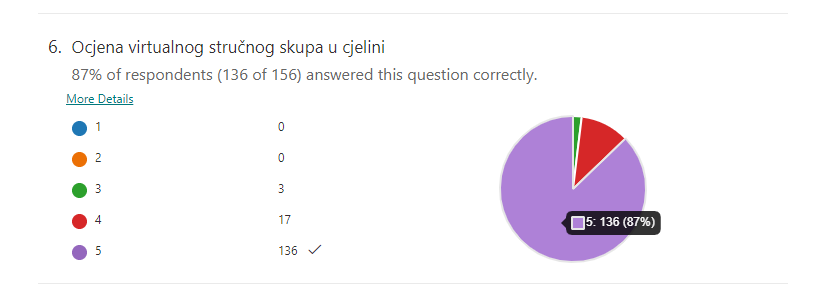 6. Ocjena virtualnog stručnog skupa u cjelini
87% of respondents (136 of 156) answered this question correctly.
More Details
1 0
2 0
3 3
4 17
5 136
5: 136 (87%)